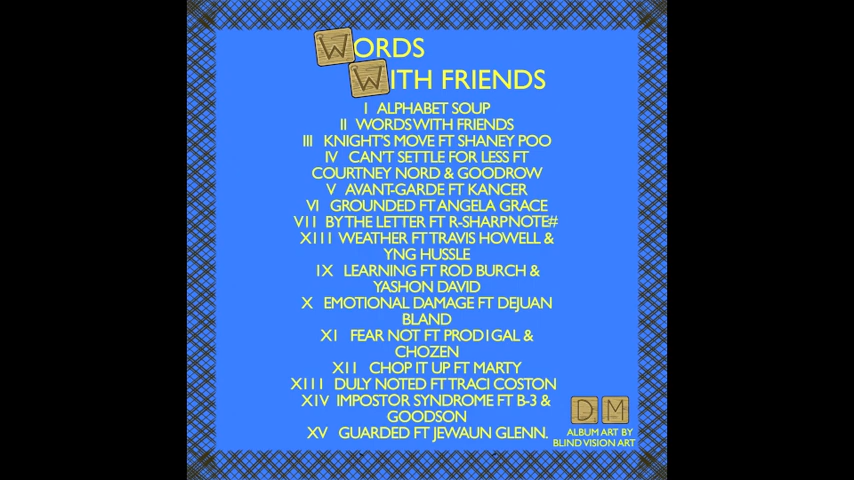 WORDS
WITH FRIENDS
I ALPHABET SOUP
II WORDS WITH FRIENDS
III KNIGHT'S MOVE FT SHANEY POO
IV CAN'T SETTLE FOR LESS FT
COURTNEY NORD & GOODROW
V AVANT-GARDE FT KANCER
VI GROUNDED FT ANGELA GRACE
VII BY THE LETTER FT R-SHARPNOTE#
XIII WEATHER FT TRAVIS HOWELL &
YNG HUSSLE
IX LEARNING FT ROD BURCH &
YASHON DAVID
X EMOTIONAL DAMAGE FT DEJUAN
BLAND
XI FEAR NOT FT PROD1GAL &
CHOZEN
XII CHOP IT UP FT MARTY
XIII DULY NOTED FT TRACI COSTON
XIV IMPOSTOR SYNDROME FT B-3 &
GOODSON
XV GUARDED FT JEWAUN GLENN.
D M
ALBUM ART BY
BLIND VISION ART